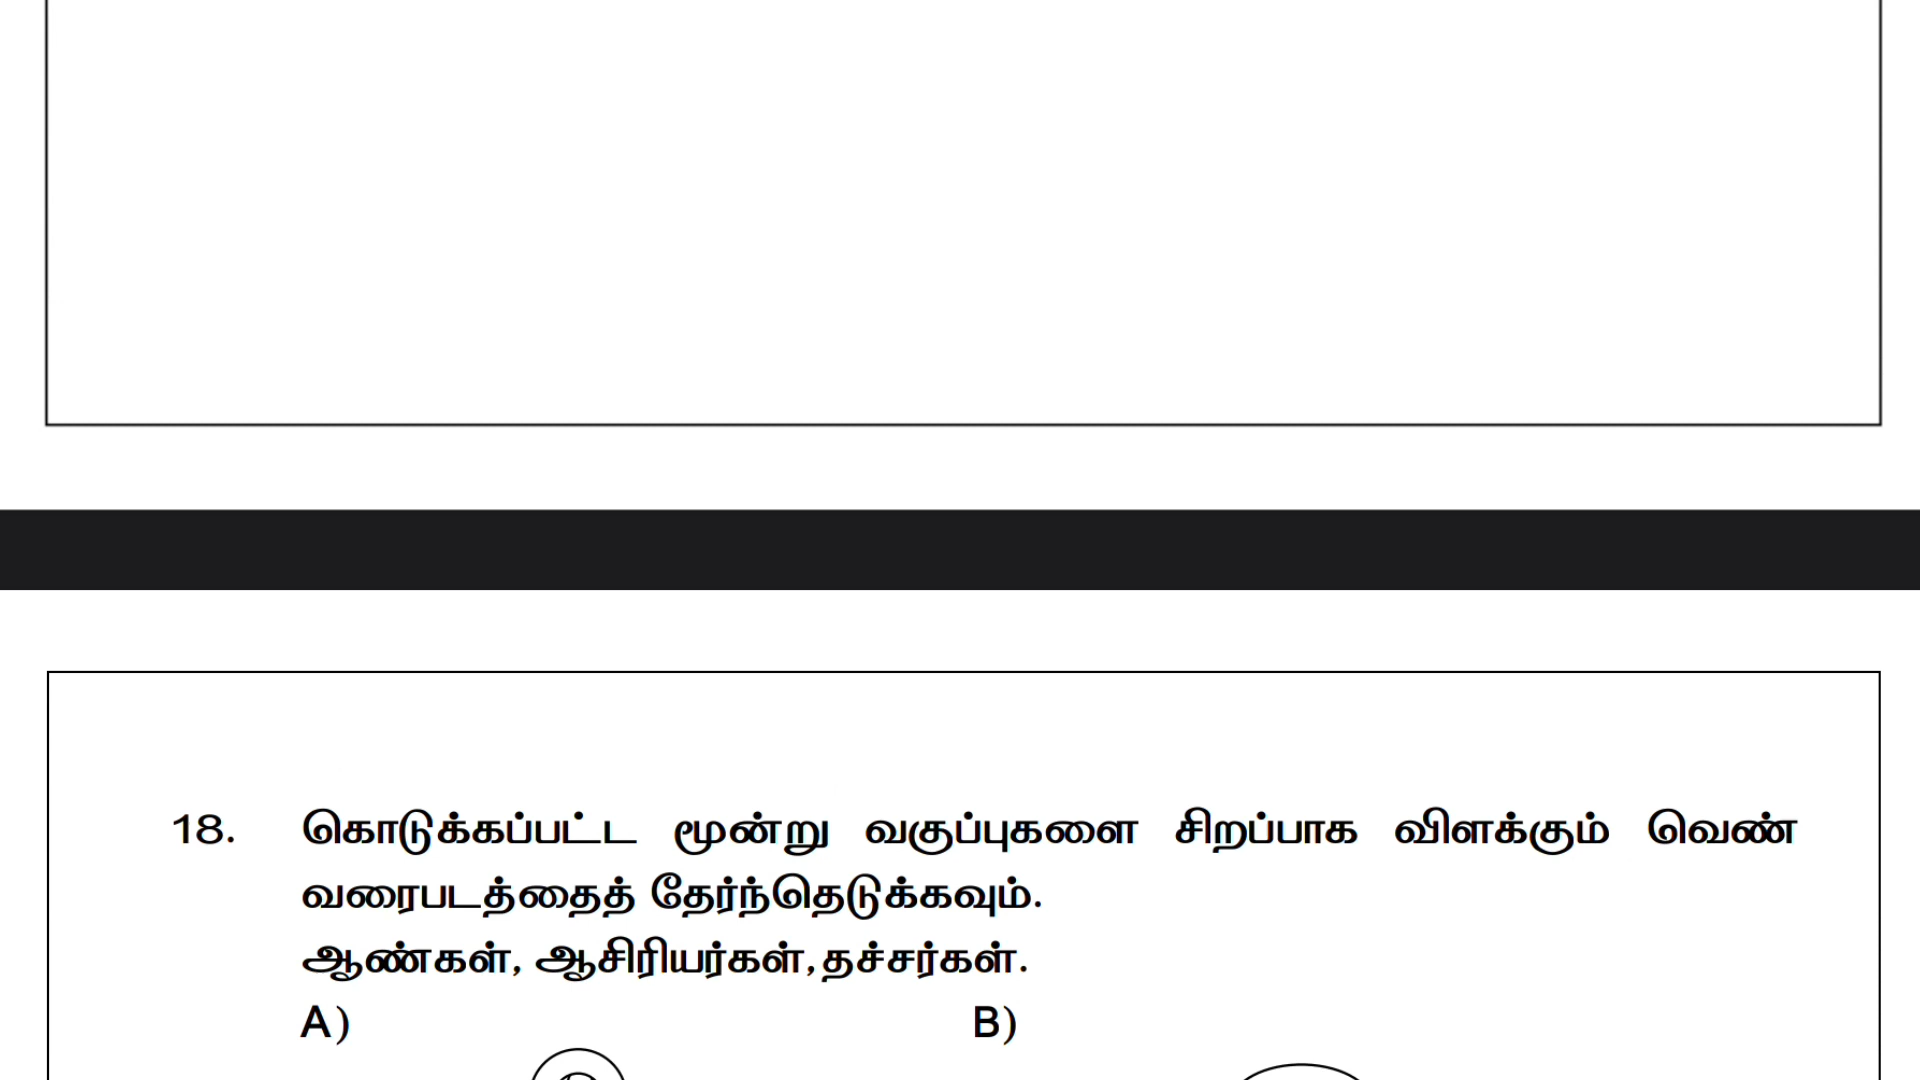 18. கொடுக்கப்பட்ட மூன்று வகுப்புகளை சிறப்பாக விளக்கும் வெண்
வரைபடத்தைத் தேர்ந்தெடுக்கவும்.
ஆண்கள், ஆசிரியர்கள்,தச்சர்கள்.
A) B)